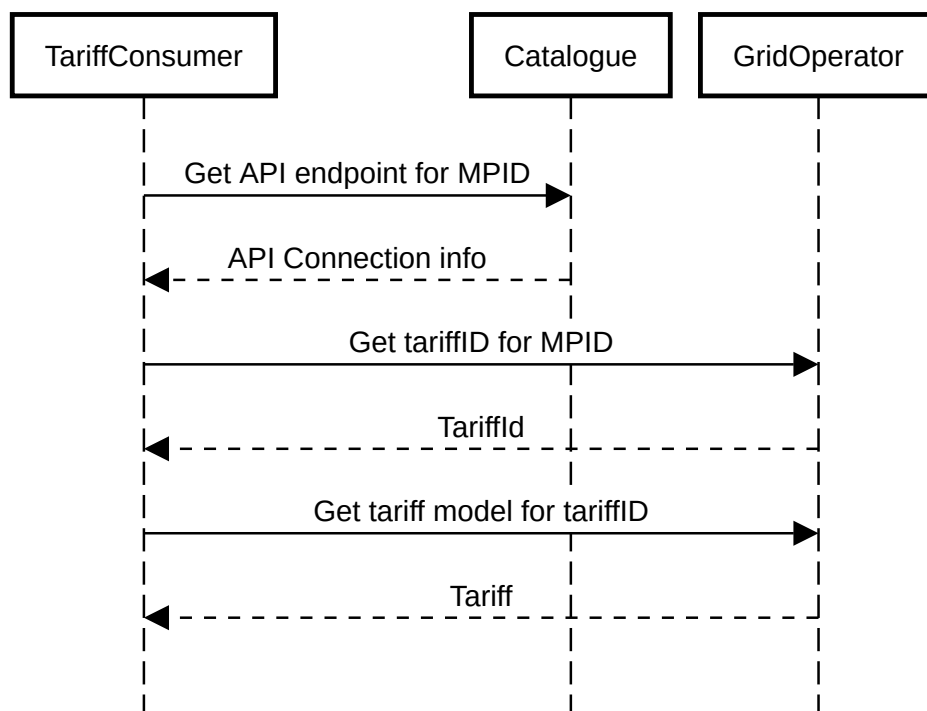 TariffConsumer
Catalogue
GridOperator
Get API endpoint for MPID
API Connection info
Get tariffID for MPID
TariffId
Get tariff model for tariffID
Tariff